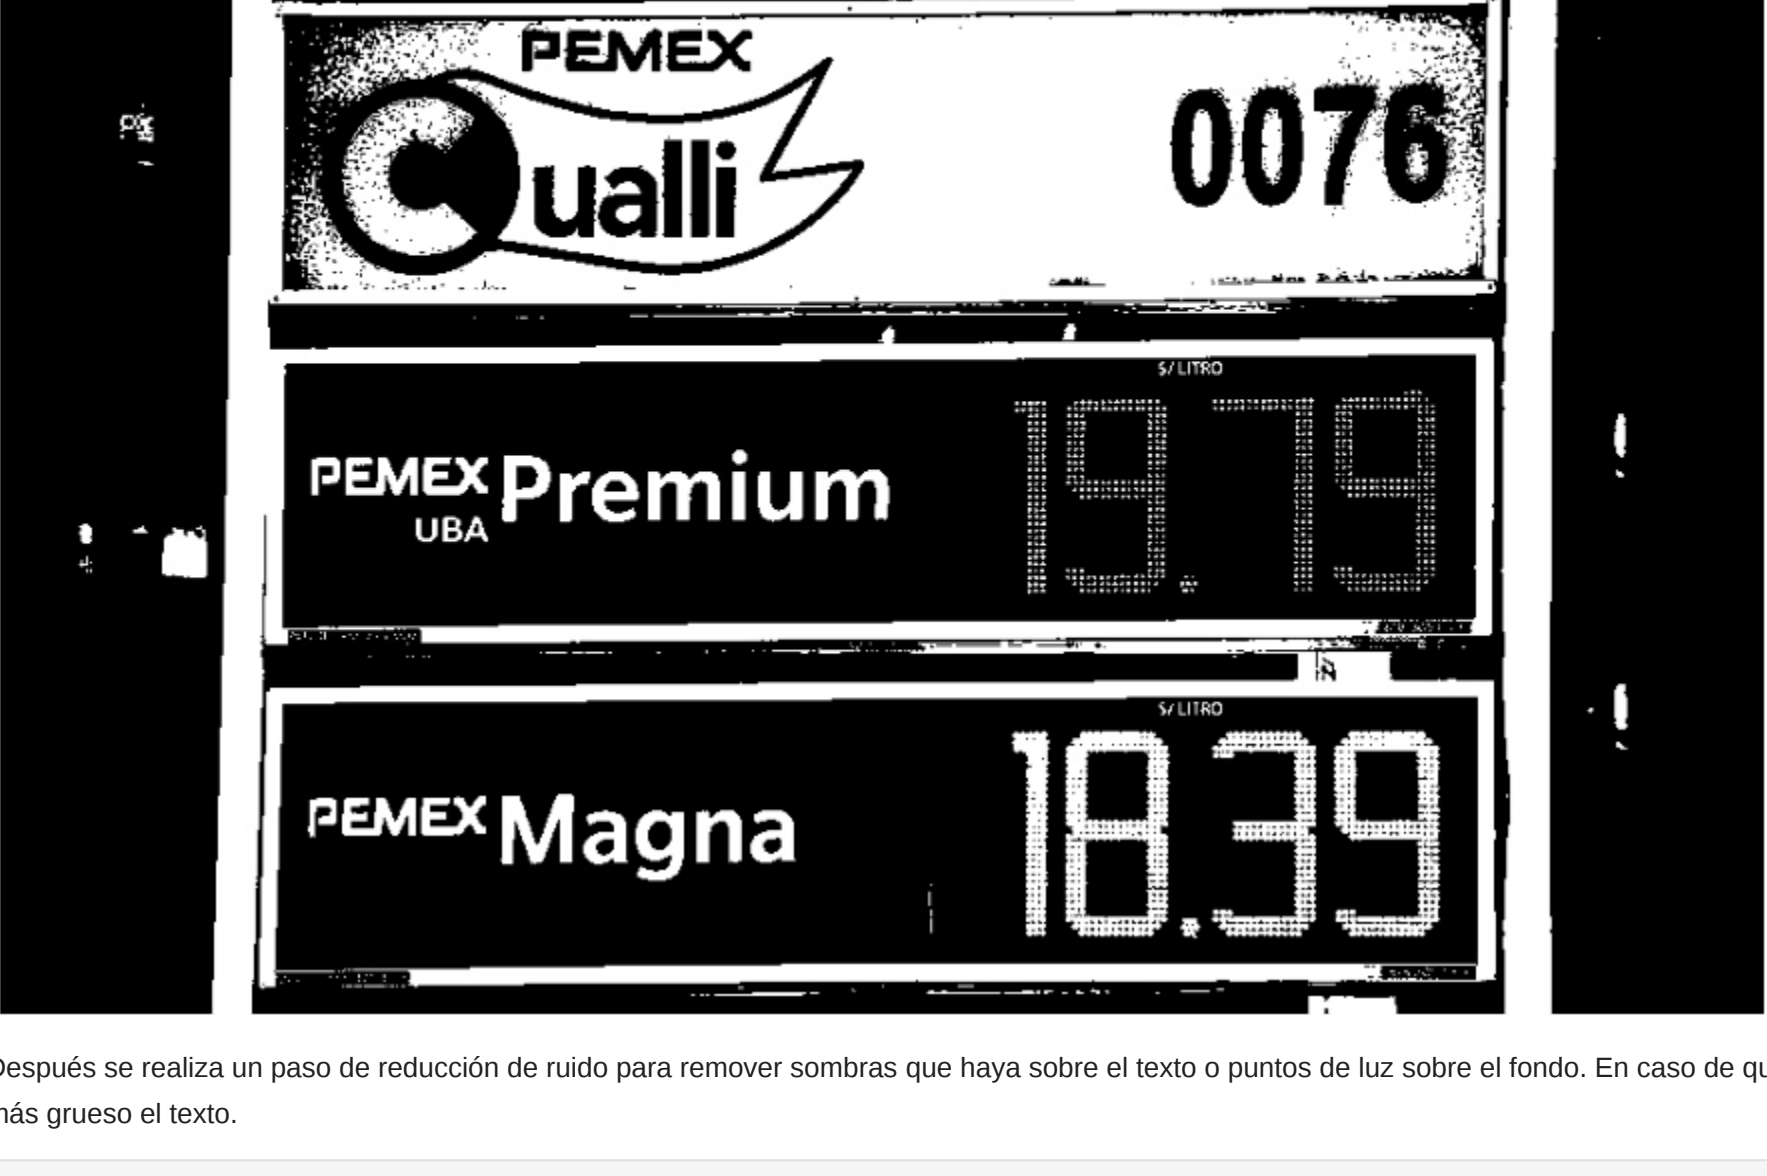 PEMEX
Qualli
0076
$/LITRO
PEMEX Premium 19.79
UBA
$/LITRO
PEMEX Magna 18.39
Después se realiza un paso de reducción de ruido para remover sombras que haya sobre el texto o puntos de luz sobre el fondo. En caso de qu
más grueso el texto.